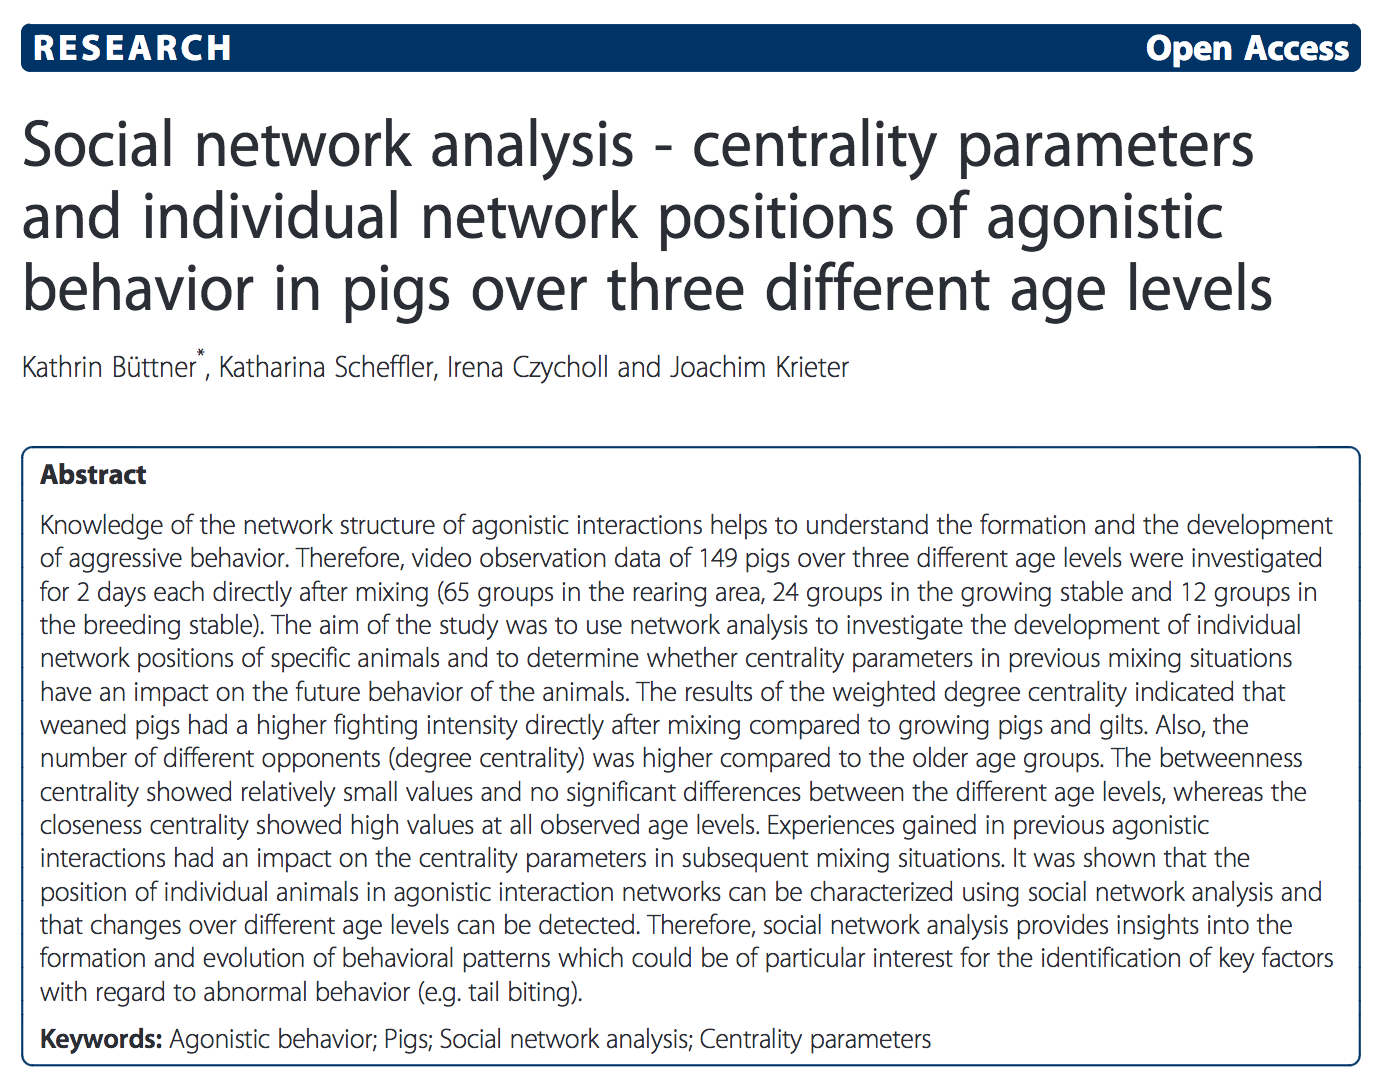 RESEARCH Open Access
Social network analysis - centrality parameters
and individual network positions of agonistic
behavior in pigs over three different age levels
Kathrin Büttner*, Katharina Scheffler, Irena Czycholl and Joachim Krieter
Abstract
Knowledge of the network structure of agonistic interactions helps to understand the formation and the development
of aggressive behavior. Therefore, video observation data of 149 pigs over three different age levels were investigated
for 2 days each directly after mixing (65 groups in the rearing area, 24 groups in the growing stable and 12 groups in
the breeding stable). The aim of the study was to use network analysis to investigate the development of individual
network positions of specific animals and to determine whether centrality parameters in previous mixing situations
have an impact on the future behavior of the animals. The results of the weighted degree centrality indicated that
weaned pigs had a higher fighting intensity directly after mixing compared to growing pigs and gilts. Also, the
number of different opponents (degree centrality) was higher compared to the older age groups. The betweenness
centrality showed relatively small values and no significant differences between the different age levels, whereas the
closeness centrality showed high values at all observed age levels. Experiences gained in previous agonistic
interactions had an impact on the centrality parameters in subsequent mixing situations. It was shown that the
position of individual animals in agonistic interaction networks can be characterized using social network analysis and
that changes over different age levels can be detected. Therefore, social network analysis provides insights into the
formation and evolution of behavioral patterns which could be of particular interest for the identification of key factors
with regard to abnormal behavior (e.g. tail biting).
Keywords: Agonistic behavior; Pigs; Social network analysis; Centrality parameters